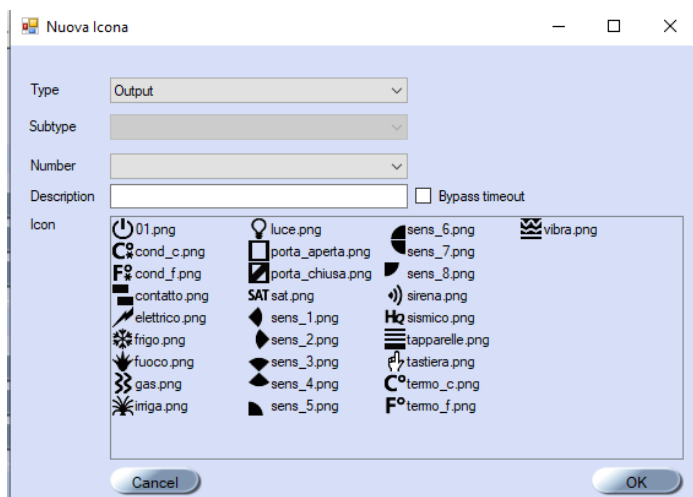 Nuova Icona
Type Output
Subtype
Number
Description Bypass timeout
Icon
01.png luce.png sens_6.png vibra.png
C cond_c.png porta_aperta.png sens_7.png
F cond_f.png porta_chiusa.png sens_8.png
contatto.png SAT sat.png sirena.png
elettrico.png sens_1.png HQ sismico.png
frigo.png sens_2.png tapparelle.png
fuoco.png sens_3.png tastiera.png
gas.png sens_4.png C° termo_c.png
irriga.png sens_5.png F° termo_f.png
Cancel OK